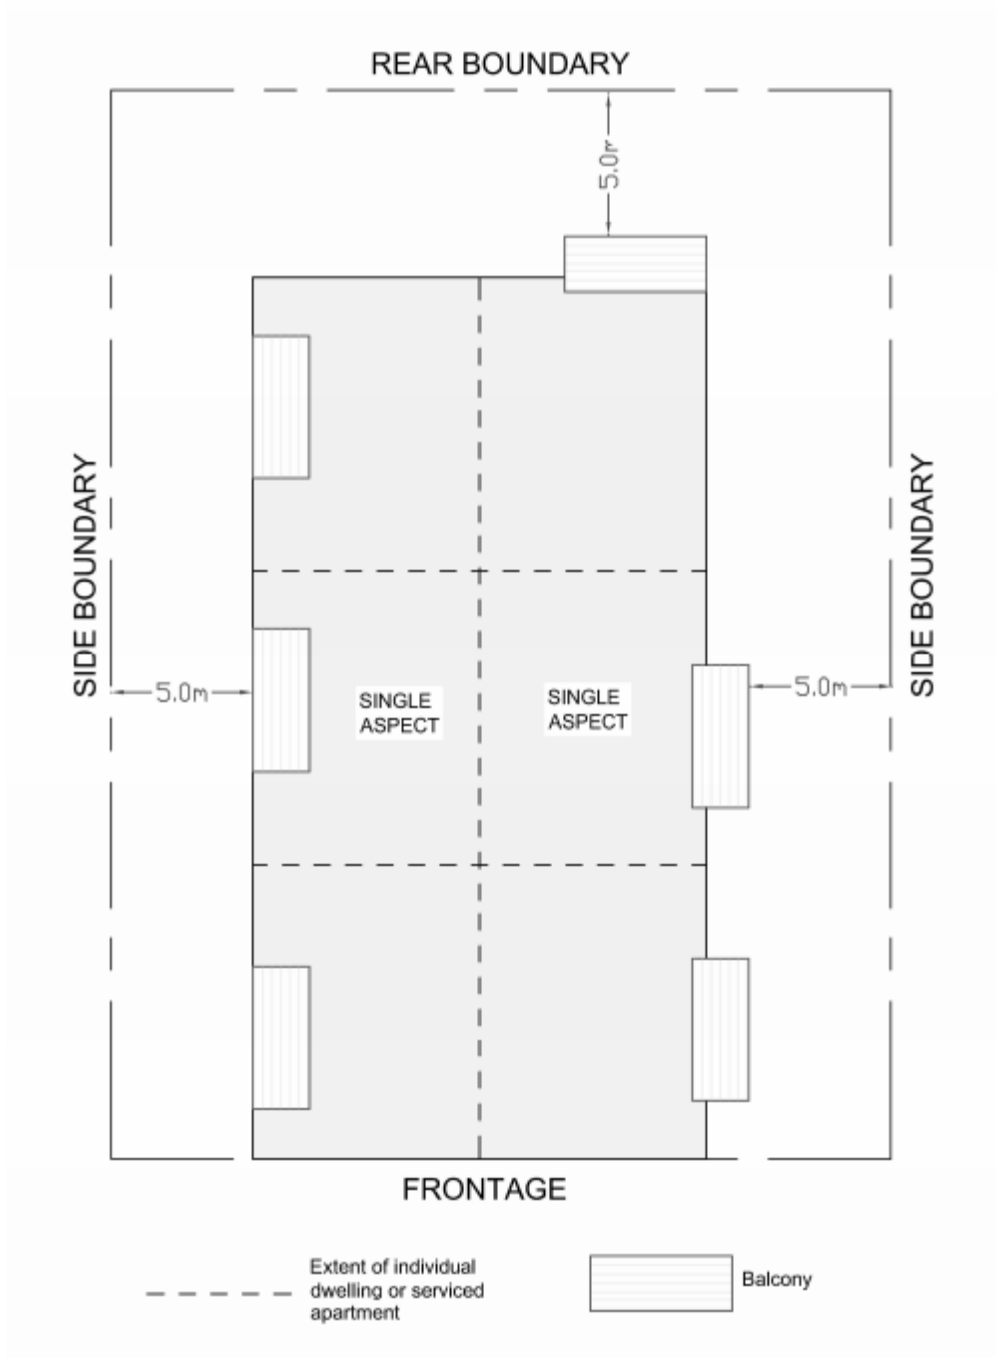 REAR BOUNDARY
5.0m
SIDE BOUNDARY
SIDE BOUNDARY
5.0m
SINGLE
ASPECT
SINGLE
ASPECT
5.0m
FRONTAGE
Extent of individual
dwelling or serviced
apartment
Balcony